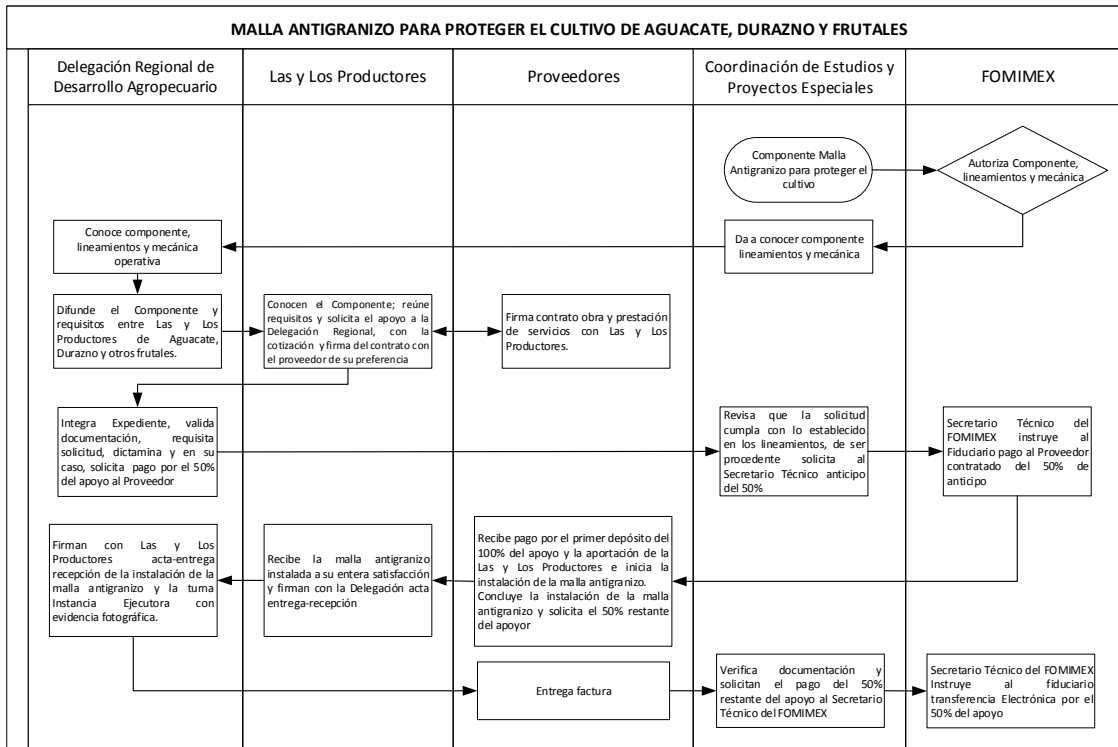 MALLA ANTIGRANIZO PARA PROTEGER EL CULTIVO DE AGUACATE, DURAZNO Y FRUTALES
Delegación Regional de
Desarrollo Agropecuario
Las y Los Productores
Proveedores
Coordinación de Estudios y
Proyectos Especiales
FOMIMEX
Componente Malla
Antigranizo para proteger el
cultivo
Autoriza Componente,
lineamientos y mecánica
Conoce componente,
lineamientos y mecánica
operativa
Da a conocer componente
lineamientos y mecánica
Difunde el Componente y
requisitos entre Las y Los
Productores de Aguacate,
Durazno y otros frutales.
Conocen el Componente; reúne
requisitos y solicita el apoyo a la
Delegación Regional, con la
cotización y firma del contrato con
el proveedor de su preferencia
Firma contrato obra y prestación
de servicios con Las y Los
Productores.
Integra Expediente, valida
documentación, requisita
solicitud, dictamina y en su
caso, solicita pago por el 50%
del apoyo al Proveedor
Revisa que la solicitud
cumpla con lo establecido
en los lineamientos, de ser
procedente solicita al
Secretario Técnico anticipo
del 50%
Secretario Técnico del
FOMIMEX instruye al
Fiduciario pago al Proveedor
contratado del 50% de
anticipo
Firman con Las y Los
Productores acta-entrega
recepción de la instalación de la
malla antigranizo y la turna
Instancia Ejecutora con
evidencia fotográfica.
Recibe la malla antigranizo
instalada a su entera satisfacción
y firman con la Delegación acta
entrega-recepción
Recibe pago por el primer depósito del
100% del apoyo y la aportación de la
Las y Los Productores e inicia la
instalación de la malla antigranizo.
Concluye la instalación de la malla
antigranizo y solicita el 50% restante
del apoyor
Entrega factura
Verifica documentación y
solicitan el pago del 50%
restante del apoyo al Secretario
Técnico del FOMIMEX
Secretario Técnico del FOMIMEX
Instruye al fiduciario
transferencia Electrónica por el
50% del apoyo